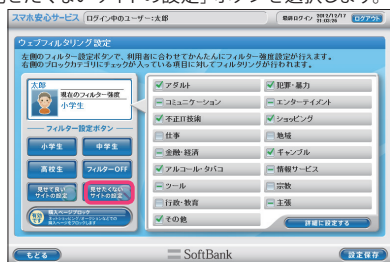 せたくないサイトの設定」ボタンを選択します。
スマホ安心サービス ログイン中のユーザー:太郎 最終ログイン 2012/12/17 ログアウト
ウェブフィルタリング設定
左側のフィルター設定ボタンで、利用者に合わせてかんたんにフィルター強度設定が行えます。
右側のブロックカテゴリにチェックが入っている項目に対してフィルタリングが行われます。
太郎
現在のフィルター強度
小学生
フィルター設定ボタン
小学生 中学生
高校生 フィルターOFF
見せて良いサイトの設定 見せたくないサイトの設定
購入ページブロック
アダルト 犯罪・暴力
コミュニケーション エンターテイメント
不正IT技術 ショッピング
仕事 地域
金融・経済 ギャンブル
アルコール・タバコ 情報サービス
ツール 宗教
行政・教育 主張
その他 詳細に設定する
もどる SoftBank 設定保存